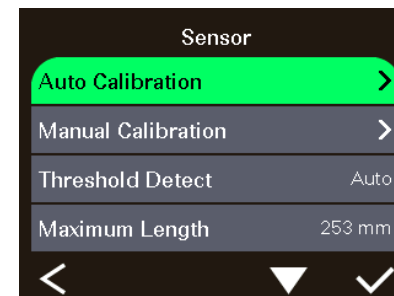 Sensor
Auto Calibration
Manual Calibration
Threshold Detect Auto
Maximum Length 253 mm